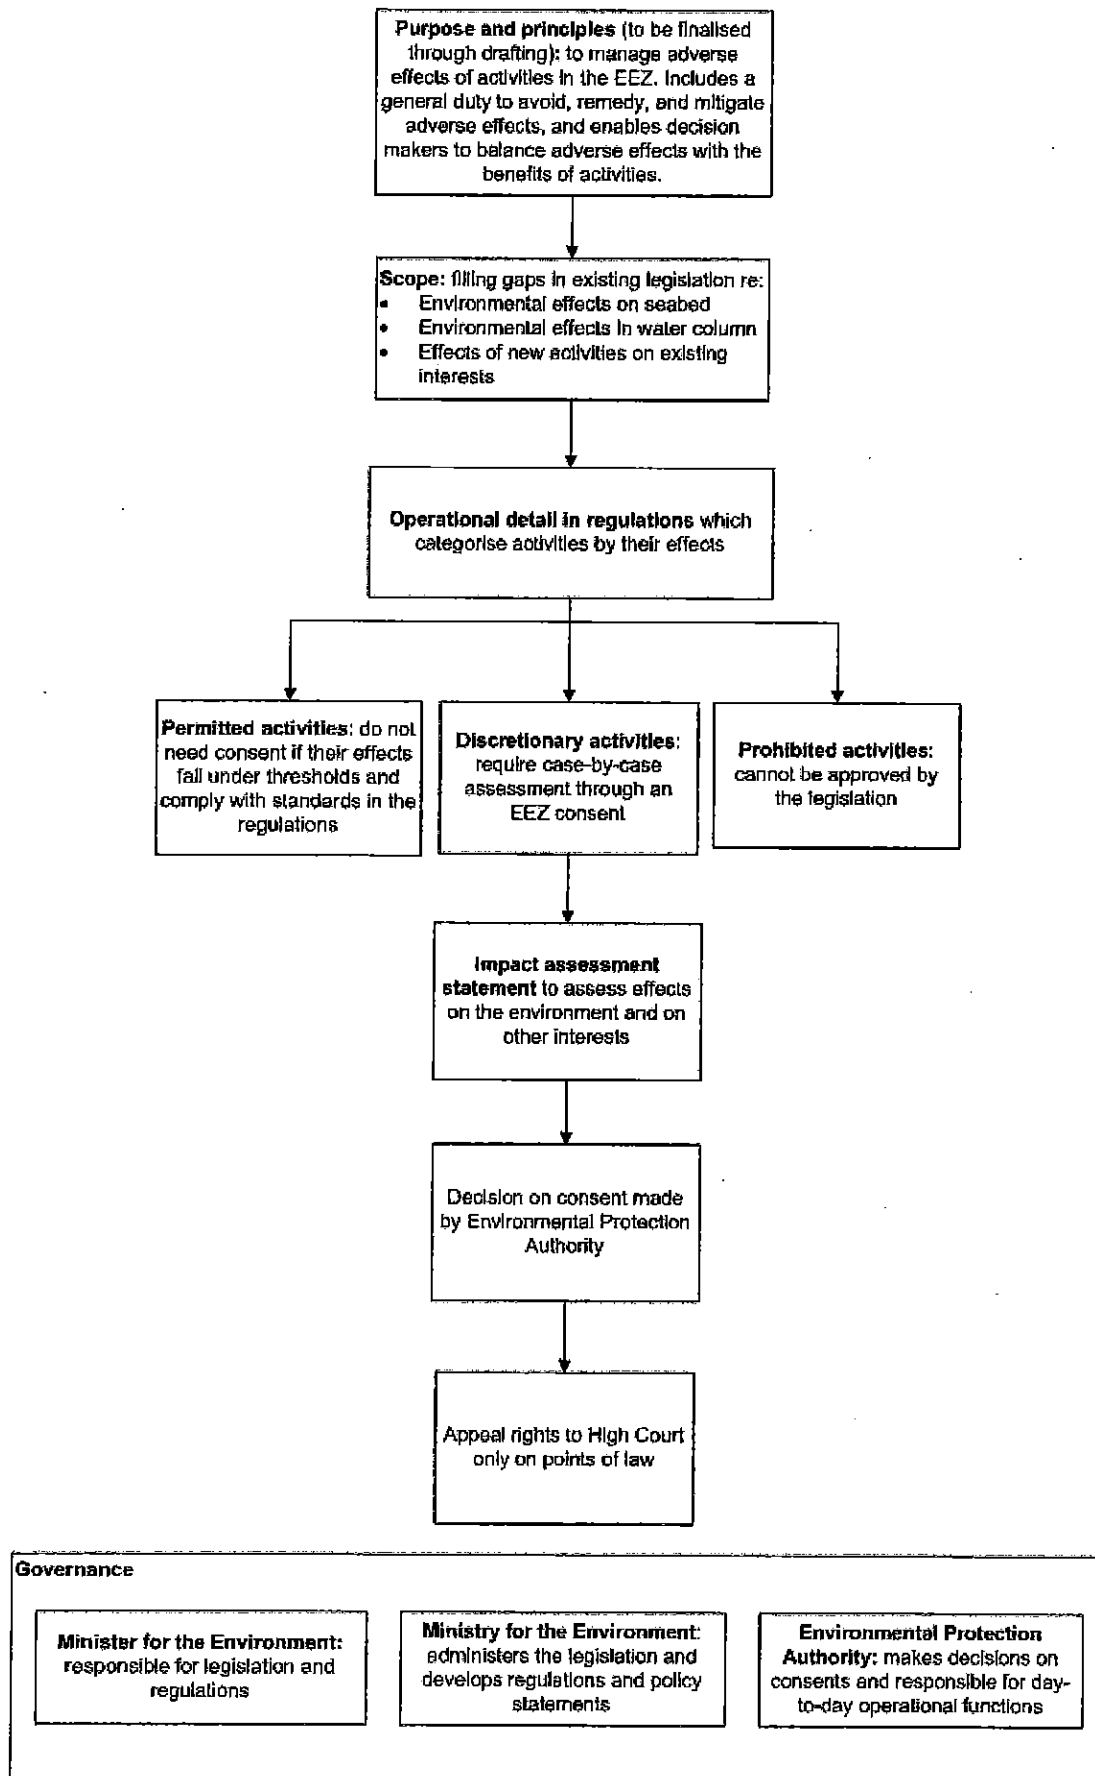 Purpose and principles (to be finalised
through drafting): to manage adverse
effects of activities in the EEZ. Includes a
general duty to avoid, remedy, and mitigate
adverse effects, and enables decision
makers to balance adverse effects with the
benefits of activities.
Scope: filling gaps in existing legislation re:
• Environmental effects on seabed
• Environmental effects in water column
• Effects of new activities on existing
interests
Operational detail in regulations which
categorise activities by their effects
Permitted activities: do not
need consent if their effects
fall under thresholds and
comply with standards in the
regulations
Discretionary activities:
require case-by-case
assessment through an
EEZ consent
Prohibited activities:
cannot be approved by
the legislation
Impact assessment
statement to assess effects
on the environment and on
other interests
Decision on consent made
by Environmental Protection
Authority
Appeal rights to High Court
only on points of law
Governance
Minister for the Environment:
responsible for legislation and
regulations
Ministry for the Environment:
administers the legislation and
develops regulations and policy
statements
Environmental Protection
Authority: makes decisions on
consents and responsible for day-
to-day operational functions